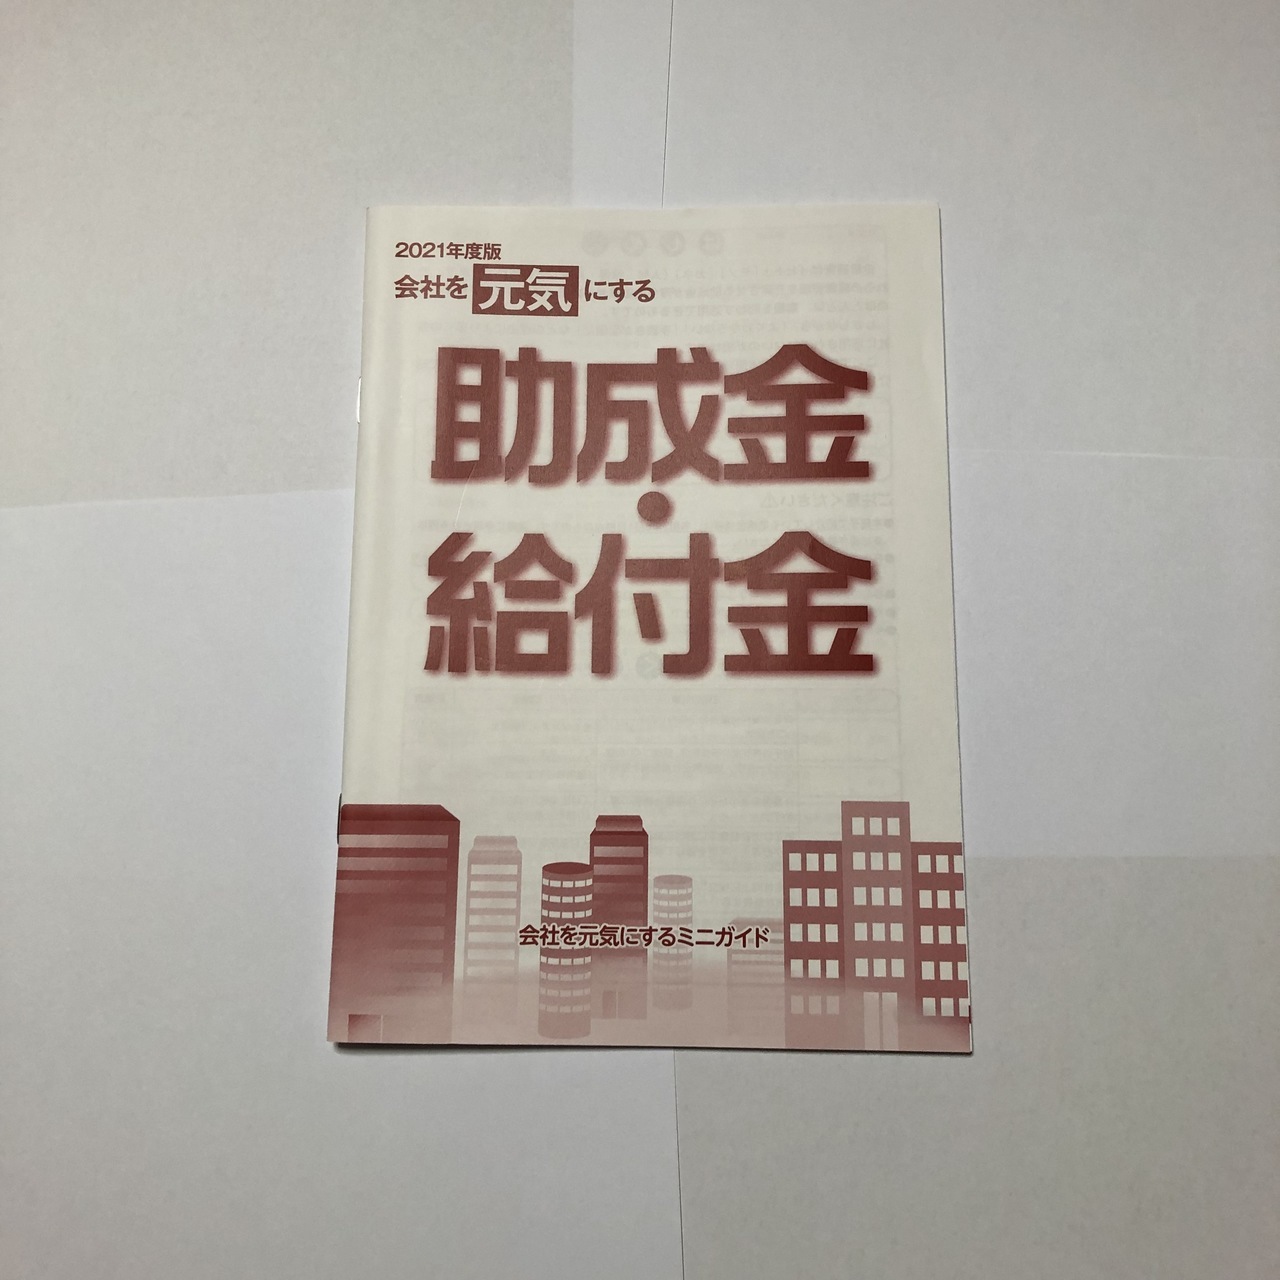 2021年度版
会社を元気にする
助成金
・
給付金
会社を元気にするミニガイド